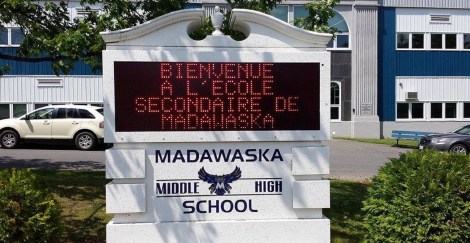 BIENVENUE
À L'ECOLE
SECONDAIRE DE
MADAWASKA
MADAWASKA
MIDDLE M HIGH
SCHOOL